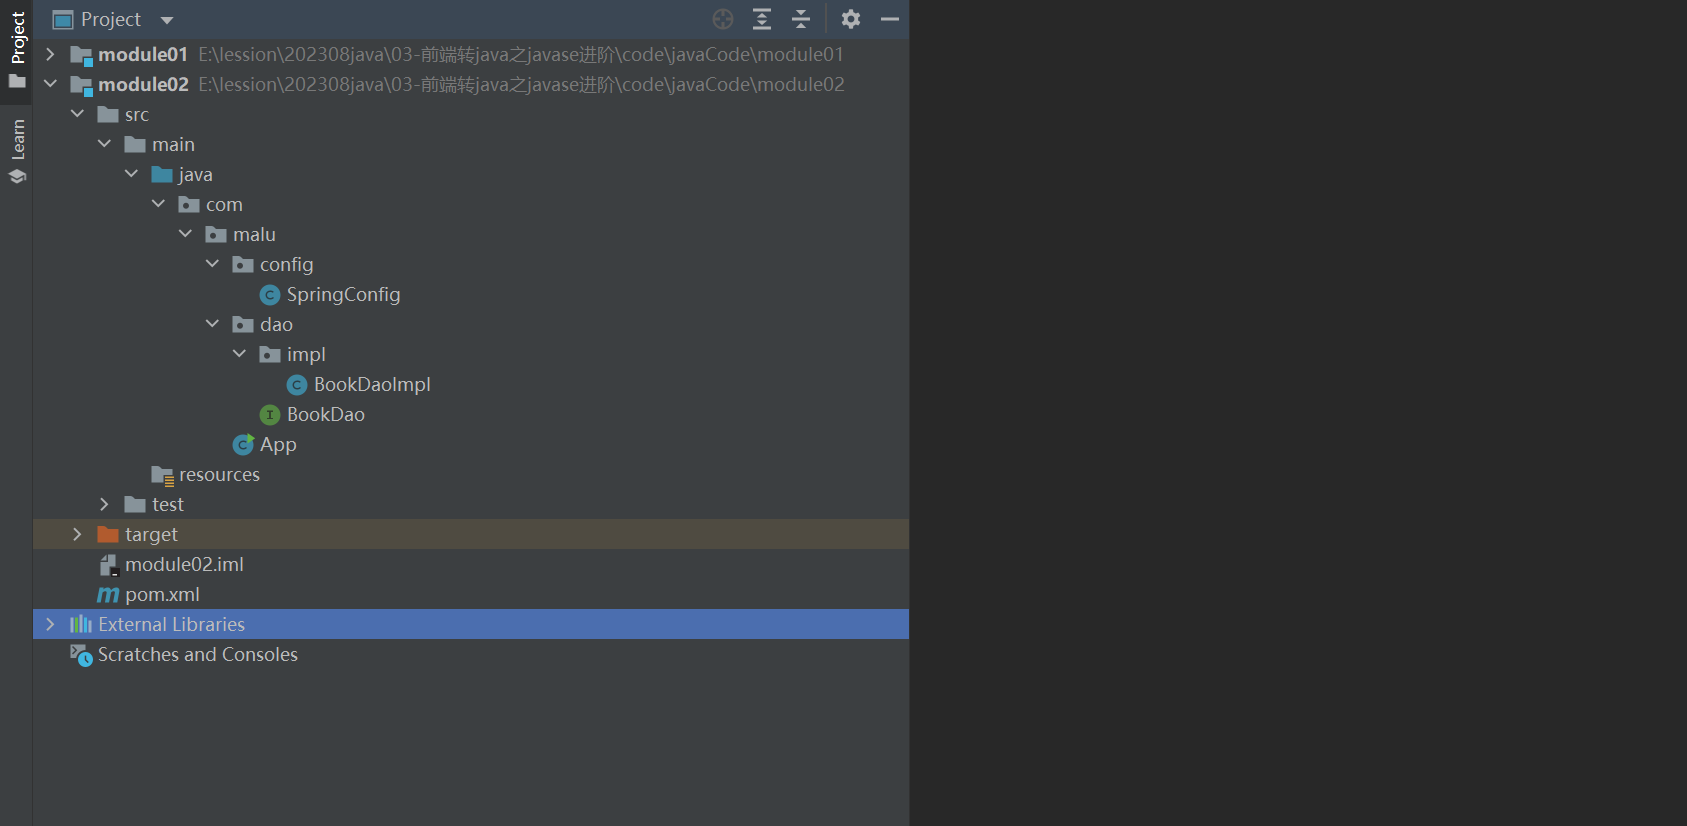 Project
Project
Learn
module01 E:\lession\202308java\03-前端转java之javase进阶\code\javaCode\module01
module02 E:\lession\202308java\03-前端转java之javase进阶\code\javaCode\module02
src
main
java
com
malu
config
SpringConfig
dao
impl
BookDaoImpl
BookDao
App
resources
test
target
module02.iml
pom.xml
External Libraries
Scratches and Consoles